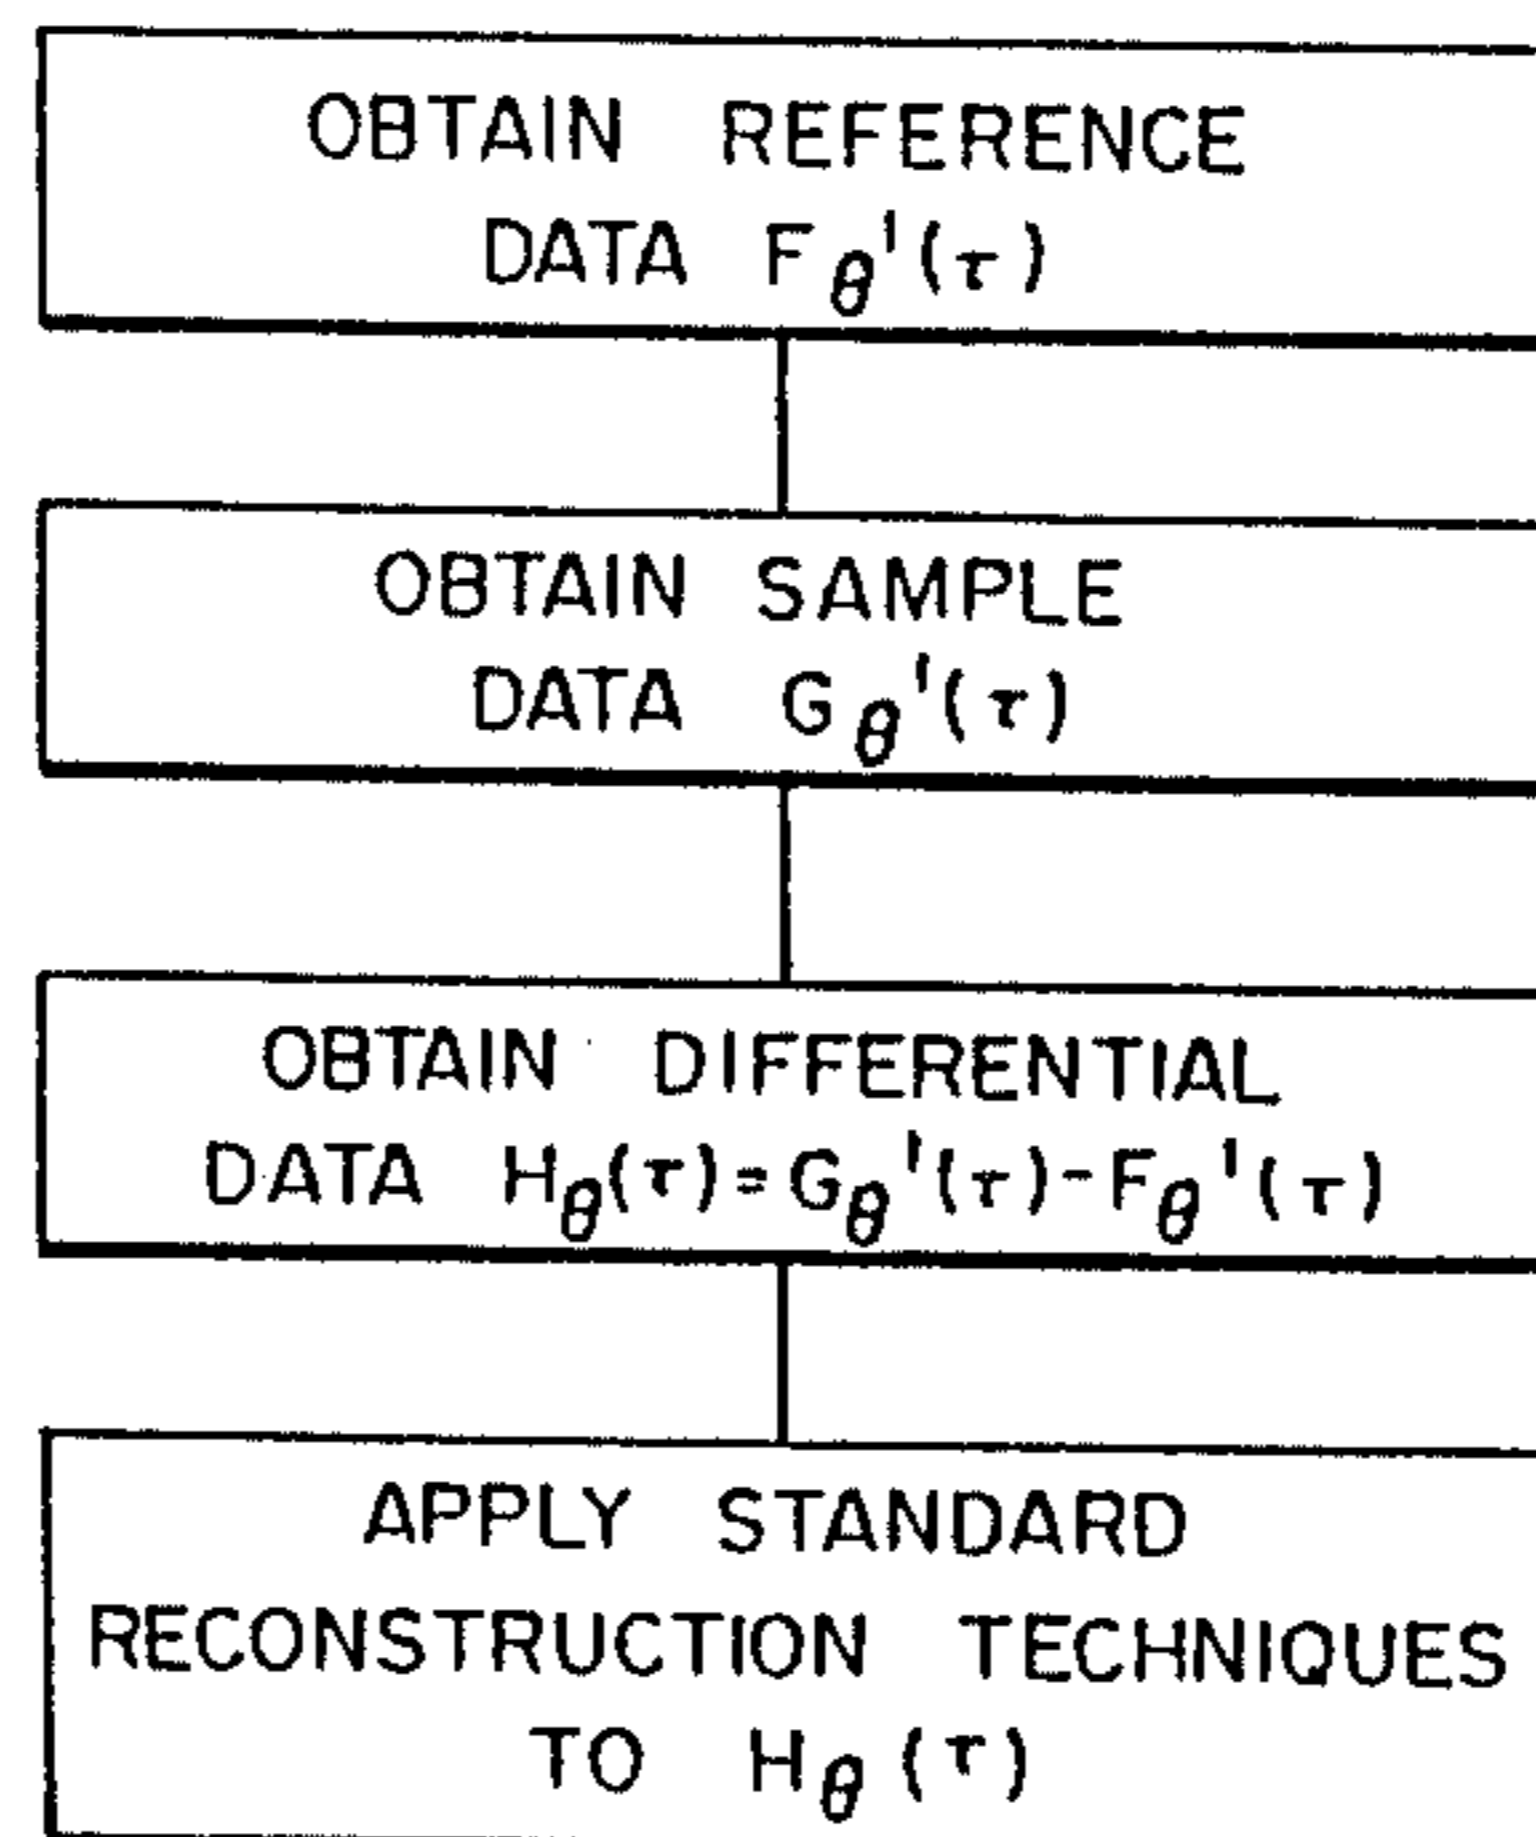 OBTAIN REFERENCE
DATA Fθ'(τ)
OBTAIN SAMPLE
DATA Gθ'(τ)
OBTAIN DIFFERENTIAL
DATA Hθ(τ)=Gθ'(τ)-Fθ'(τ)
APPLY STANDARD
RECONSTRUCTION TECHNIQUES
TO Hθ(τ)